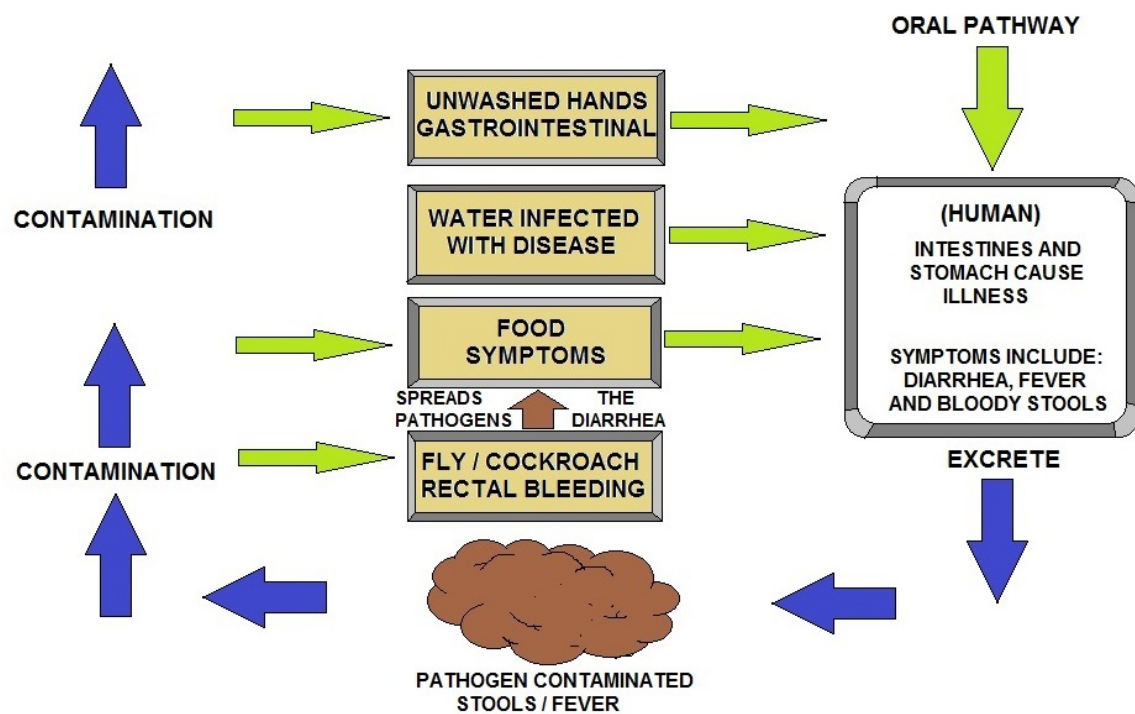 ORAL PATHWAY
UNWASHED HANDS
GASTROINTESTINAL
CONTAMINATION
WATER INFECTED
WITH DISEASE
(HUMAN)
INTESTINES AND
STOMACH CAUSE
ILLNESS
SYMPTOMS INCLUDE:
DIARRHEA, FEVER
AND BLOODY STOOLS
FOOD
SYMPTOMS
SPREADS
PATHOGENS
THE
DIARRHEA
CONTAMINATION
FLY / COCKROACH
RECTAL BLEEDING
EXCRETE
PATHOGEN CONTAMINATED
STOOLS / FEVER